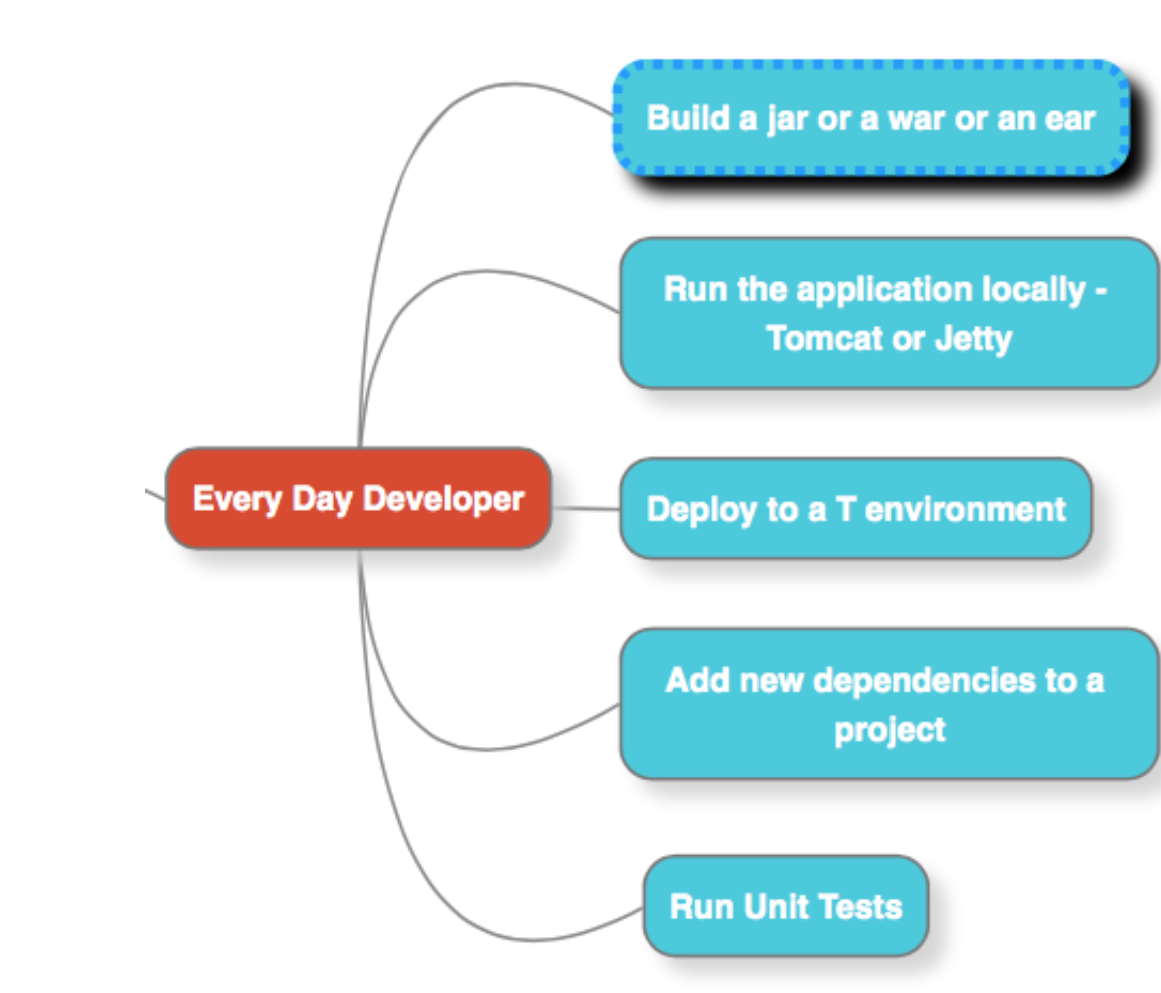 Build a jar or a war or an ear
Run the application locally -
Tomcat or Jetty
Every Day Developer
Deploy to a T environment
Add new dependencies to a
project
Run Unit Tests